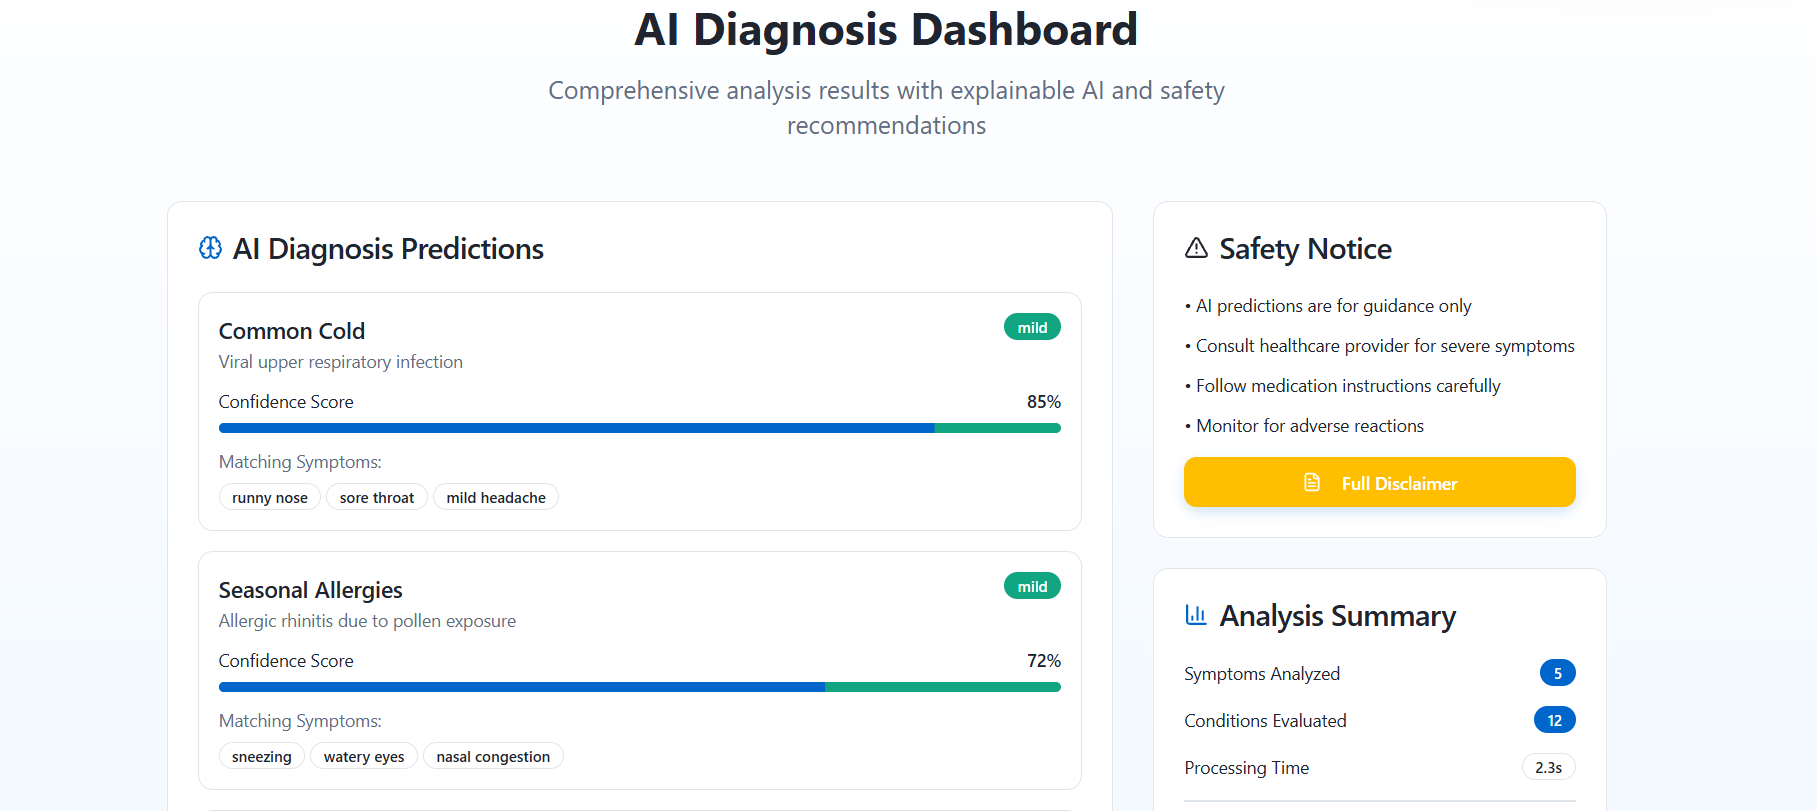 AI Diagnosis Dashboard
Comprehensive analysis results with explainable AI and safety
recommendations
AI Diagnosis Predictions
Common Cold
mild
Viral upper respiratory infection
Confidence Score
85%
Matching Symptoms:
runny nose
sore throat
mild headache
Seasonal Allergies
mild
Allergic rhinitis due to pollen exposure
Confidence Score
72%
Matching Symptoms:
sneezing
watery eyes
nasal congestion
Safety Notice
• AI predictions are for guidance only
• Consult healthcare provider for severe symptoms
• Follow medication instructions carefully
• Monitor for adverse reactions
Full Disclaimer
Analysis Summary
Symptoms Analyzed
5
Conditions Evaluated
12
Processing Time
2.3s